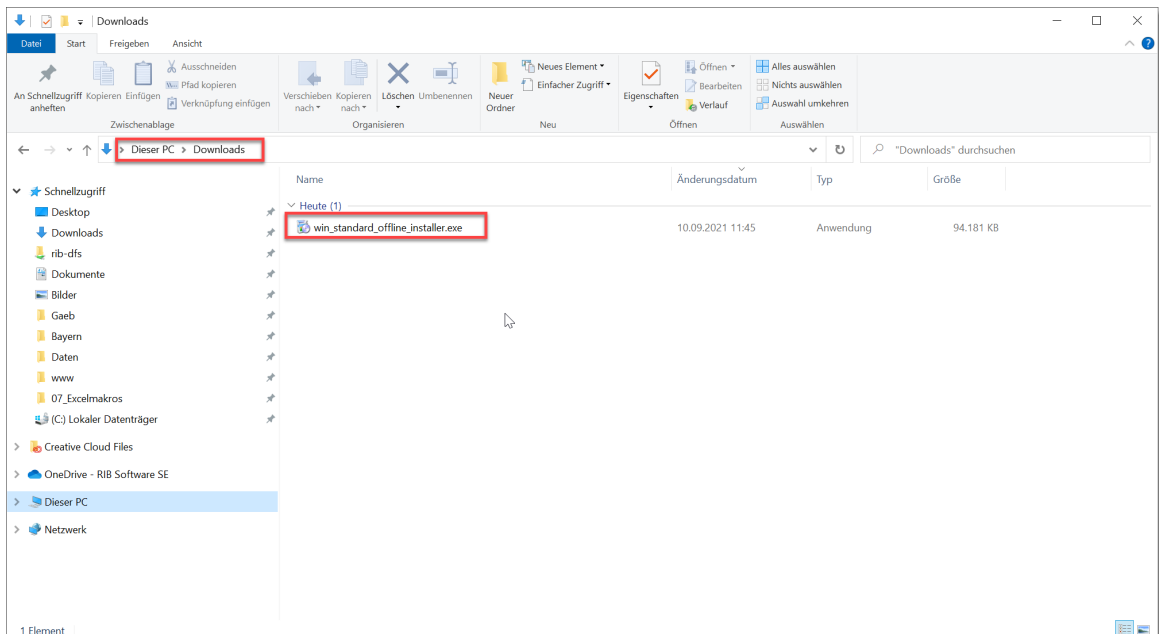 Downloads
Datei Start Freigeben Ansicht
An Schnellzugriff anheften
Kopieren
Einfügen
Ausschneiden
Pfad kopieren
Verknüpfung einfügen
Zwischenablage
Verschieben nach
Kopieren nach
Löschen
Umbenennen
Organisieren
Neuer Ordner
Neues Element
Einfacher Zugriff
Neu
Eigenschaften
Öffnen
Bearbeiten
Verlauf
Öffnen
Alles auswählen
Nichts auswählen
Auswahl umkehren
Auswählen
Dieser PC > Downloads
"Downloads" durchsuchen
Schnellzugriff
Desktop
Downloads
rib-dfs
Dokumente
Bilder
Gaeb
Bayern
Daten
www
07_Excelmakros
(C:) Lokaler Datenträger
Creative Cloud Files
OneDrive - RIB Software SE
Dieser PC
Netzwerk
Name Änderungsdatum Typ Größe
Heute (1)
win_standard_offline_installer.exe 10.09.2021 11:45 Anwendung 94.181 KB
1 Element